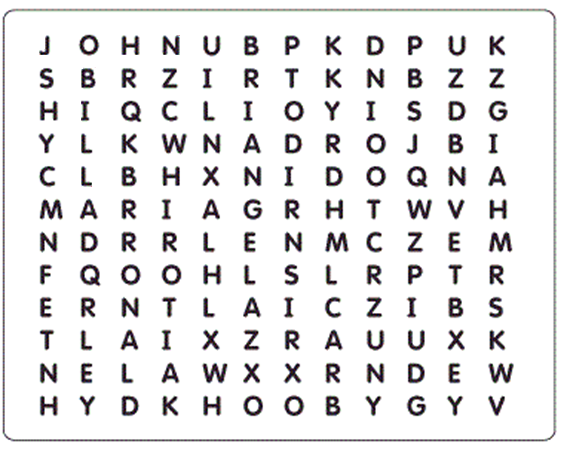 J O H N U B P K D P U K
S B R Z I R T K N B Z Z
H I Q C L I O Y I S D G
Y L K W N A D R O J B I
C L B H X N I D O Q N A
M A R I A G R H T W V H
N D R R L E N M C Z E M
F Q O O H L S L R P T R
E R N T L A I C Z I B S
T L A I X Z R A U U X K
N E L A W X X R N D E W
H Y D K H O O B Y G Y V